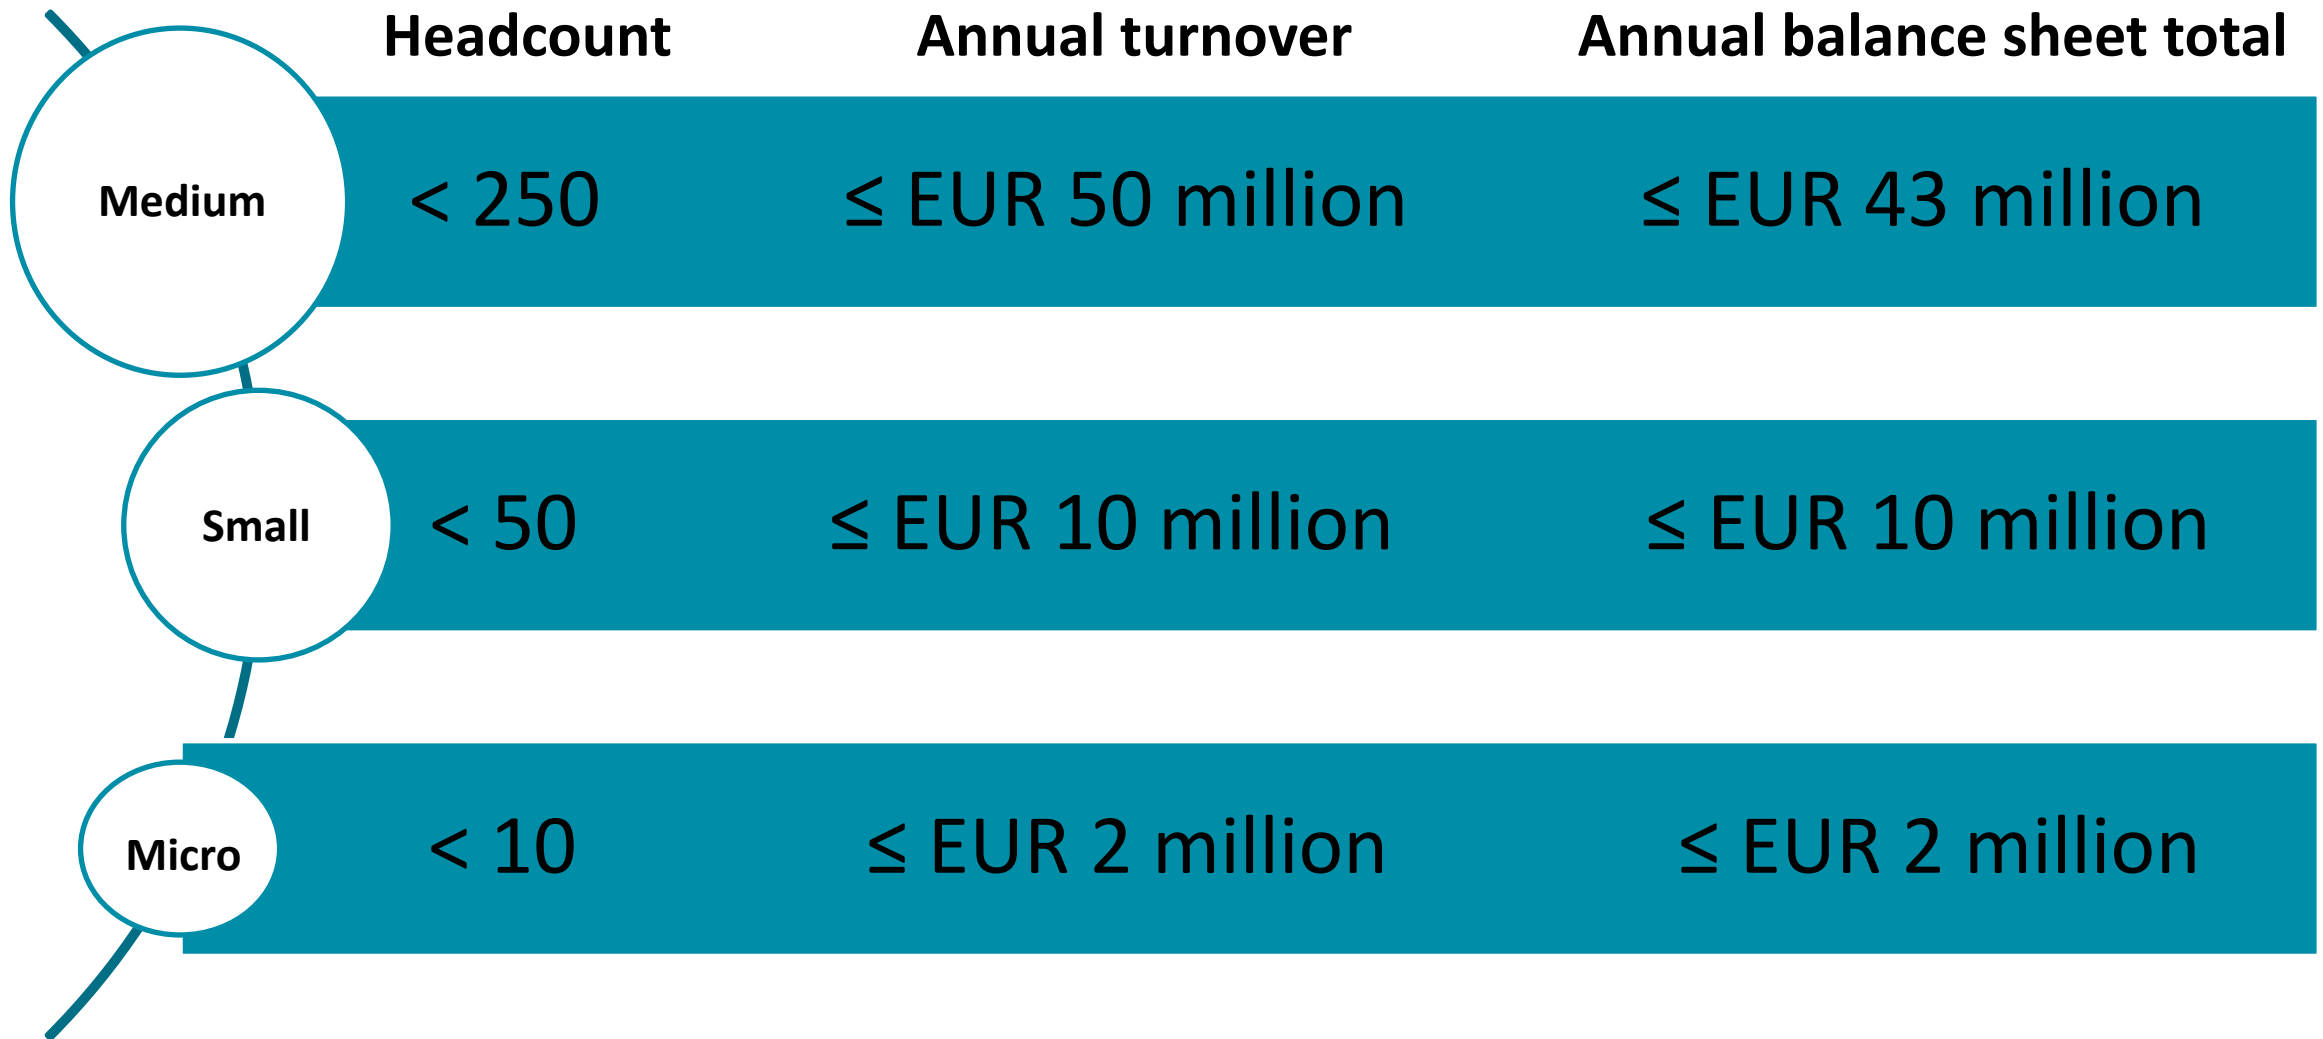 Headcount Annual turnover Annual balance sheet total
Medium < 250 ≤ EUR 50 million ≤ EUR 43 million
Small < 50 ≤ EUR 10 million ≤ EUR 10 million
Micro < 10 ≤ EUR 2 million ≤ EUR 2 million